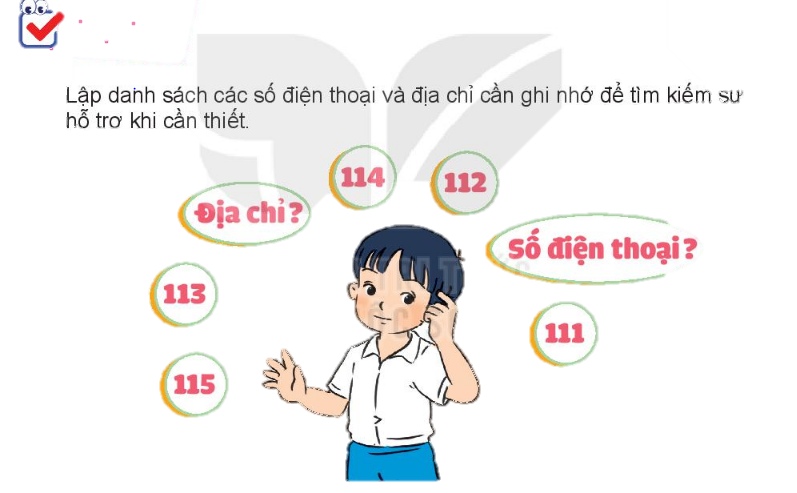 Lập danh sách các số điện thoại và địa chỉ cần ghi nhớ để tìm kiếm sự
hỗ trơ khi cần thiết.
114
112
Địa chỉ?
Số điện thoại?
113
111
115